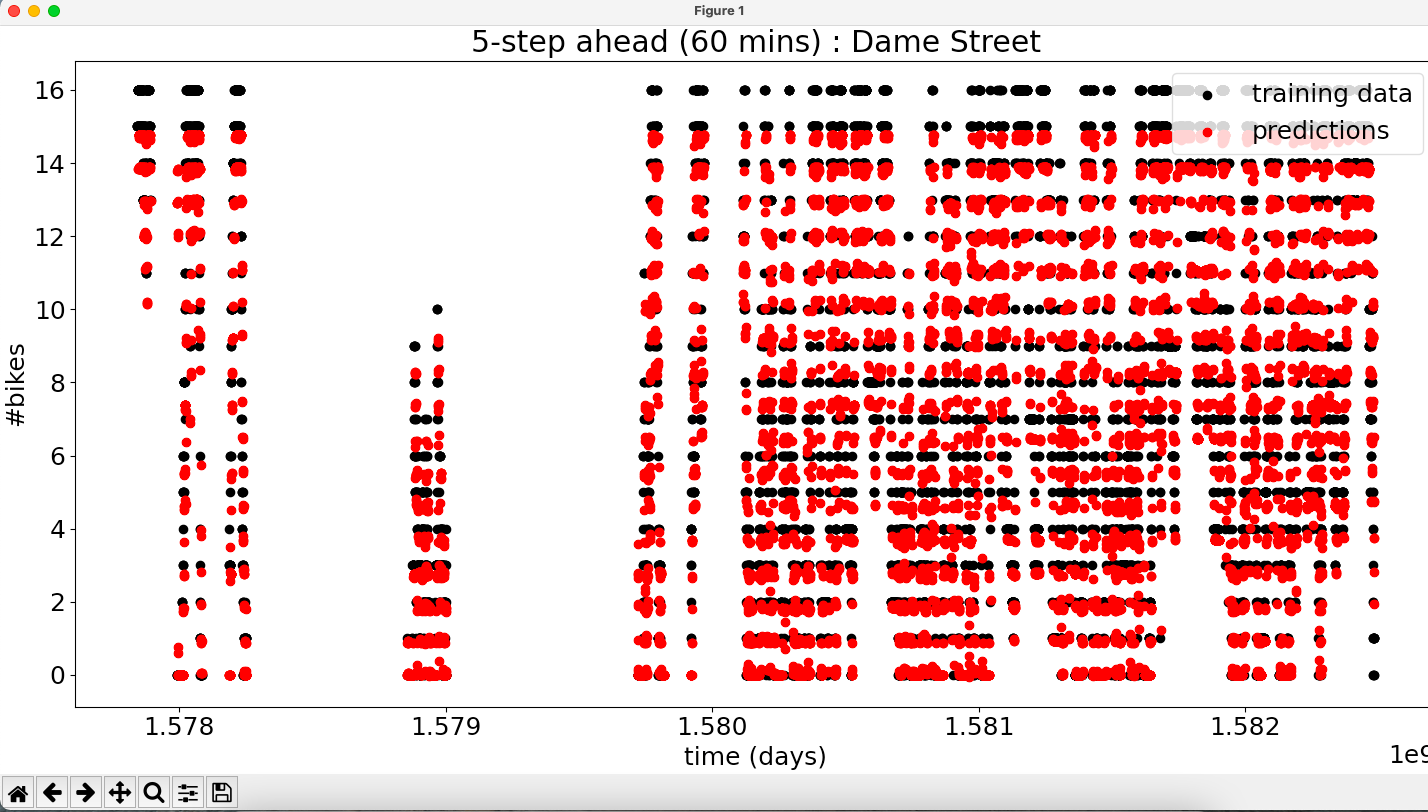 Figure 1
5-step ahead (60 mins) : Dame Street
training data
predictions
#bikes
16
14
12
10
8
6
4
2
0
1.578 1.579 1.580 1.581 1.582
time (days)
1e9